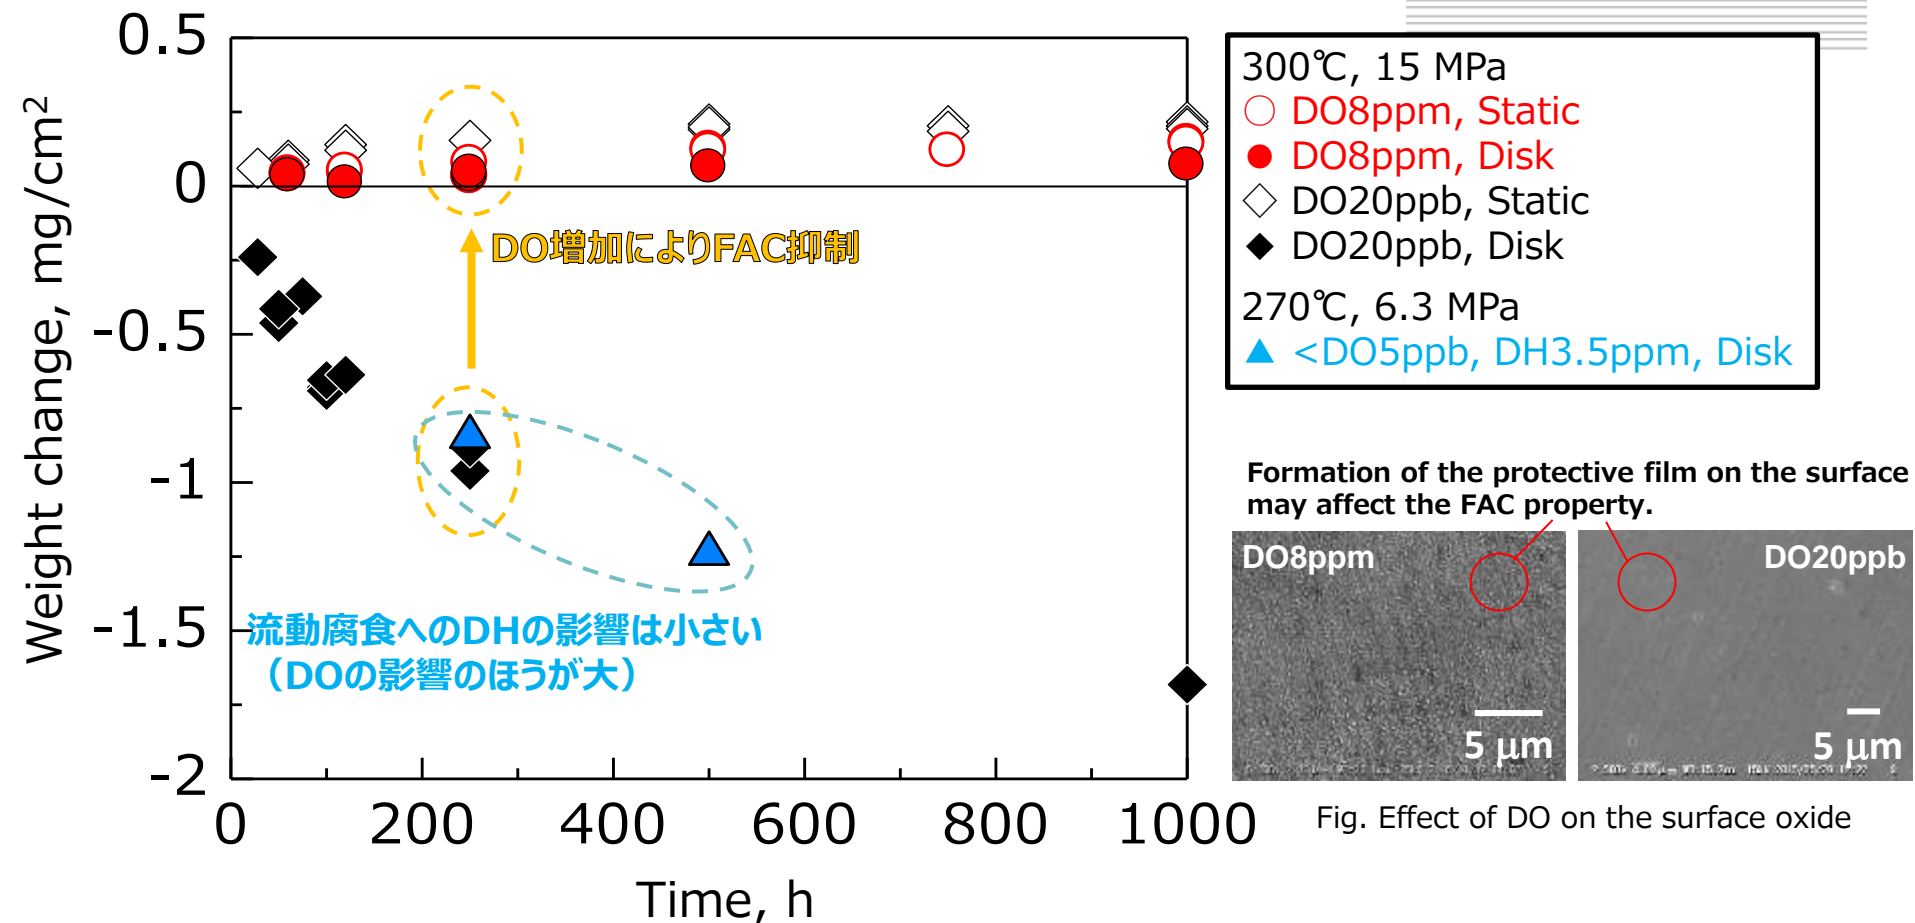 0.5
0
-0.5
-1
-1.5
-2
0
200
400
600
800
1000
Weight change, mg/cm²
Time, h
DO増加によりFAC抑制
流動腐食へのDHの影響は小さい
（DOの影響のほうが大）
300℃, 15 MPa
○ DO8ppm, Static
● DO8ppm, Disk
◇ DO20ppb, Static
◆ DO20ppb, Disk
270℃, 6.3 MPa
▲ <DO5ppb, DH3.5ppm, Disk
Formation of the protective film on the surface
may affect the FAC property.
DO8ppm
5 μm
DO20ppb
5 μm
Fig. Effect of DO on the surface oxide